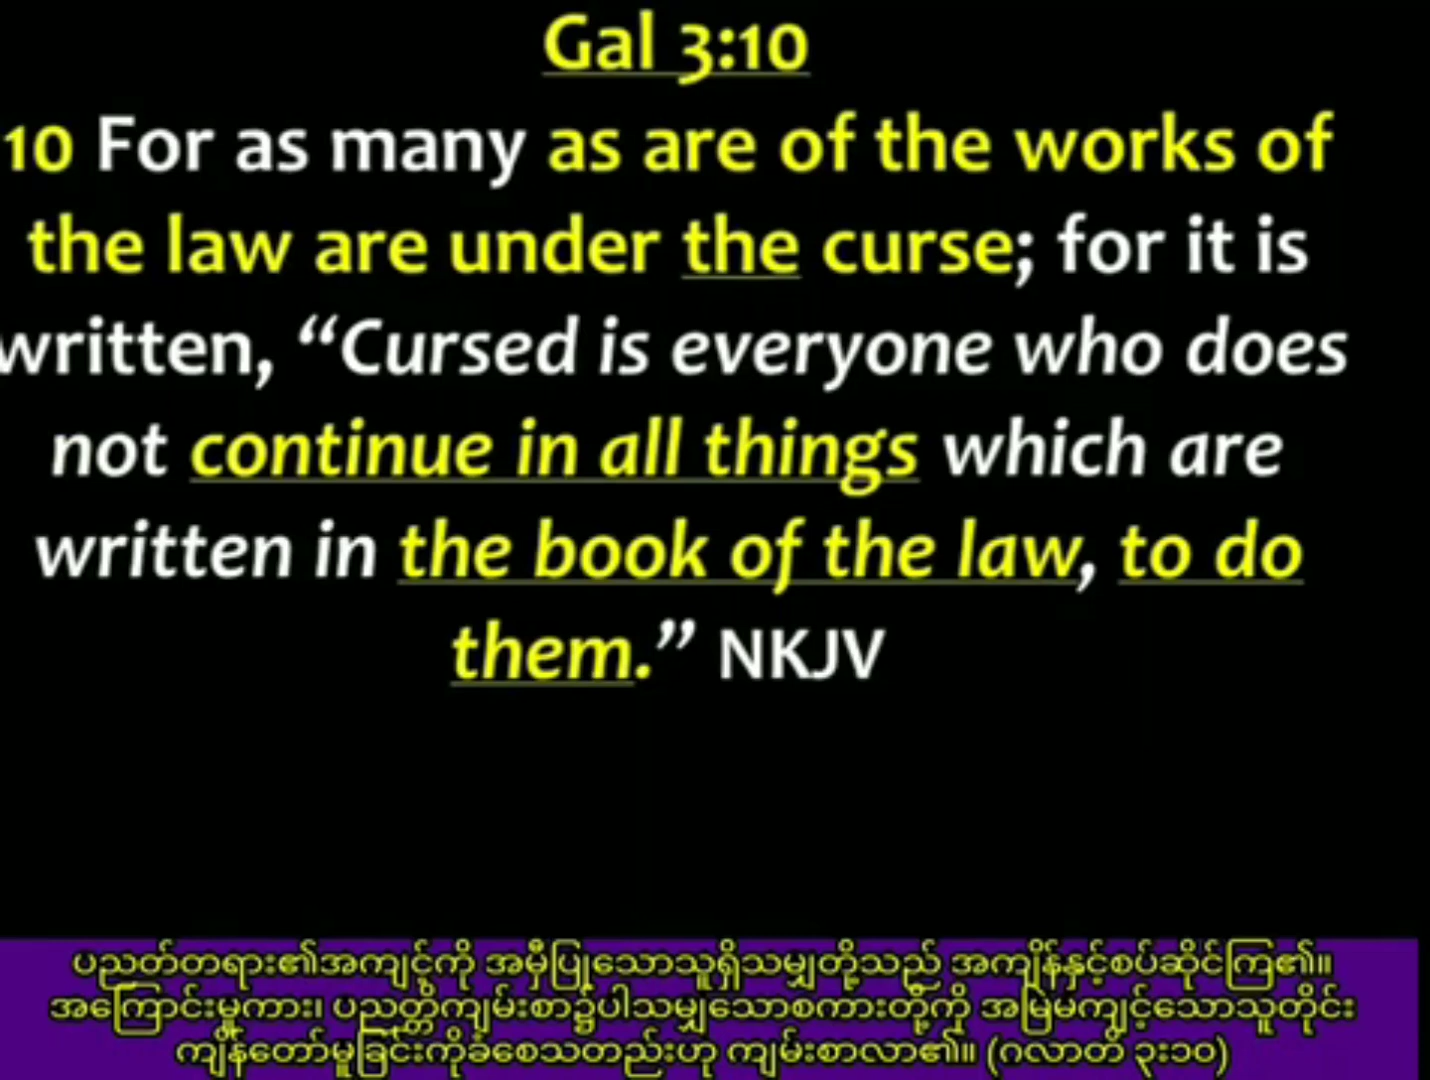 Gal 3:10
10 For as many as are of the works of
the law are under the curse; for it is
written, “Cursed is everyone who does
not continue in all things which are
written in the book of the law, to do
them.” NKJV
ပညတ်တရား၏အကျင့်ကို အမှီပြုသောသူရှိသမျှတို့သည် အကျိန်နှင့်စပ်ဆိုင်ကြ၏။
အကြောင်းမူကား၊ ပညတ္တိကျမ်းစာ၌ပါသမျှသောစကားတို့ကို အမြဲမကျင့်သောသူတိုင်း
ကျိန်တော်မူခြင်းကိုခံစေသတည်းဟု ကျမ်းစာလာ၏။ (ဂလာတိ ၃း၁၀)